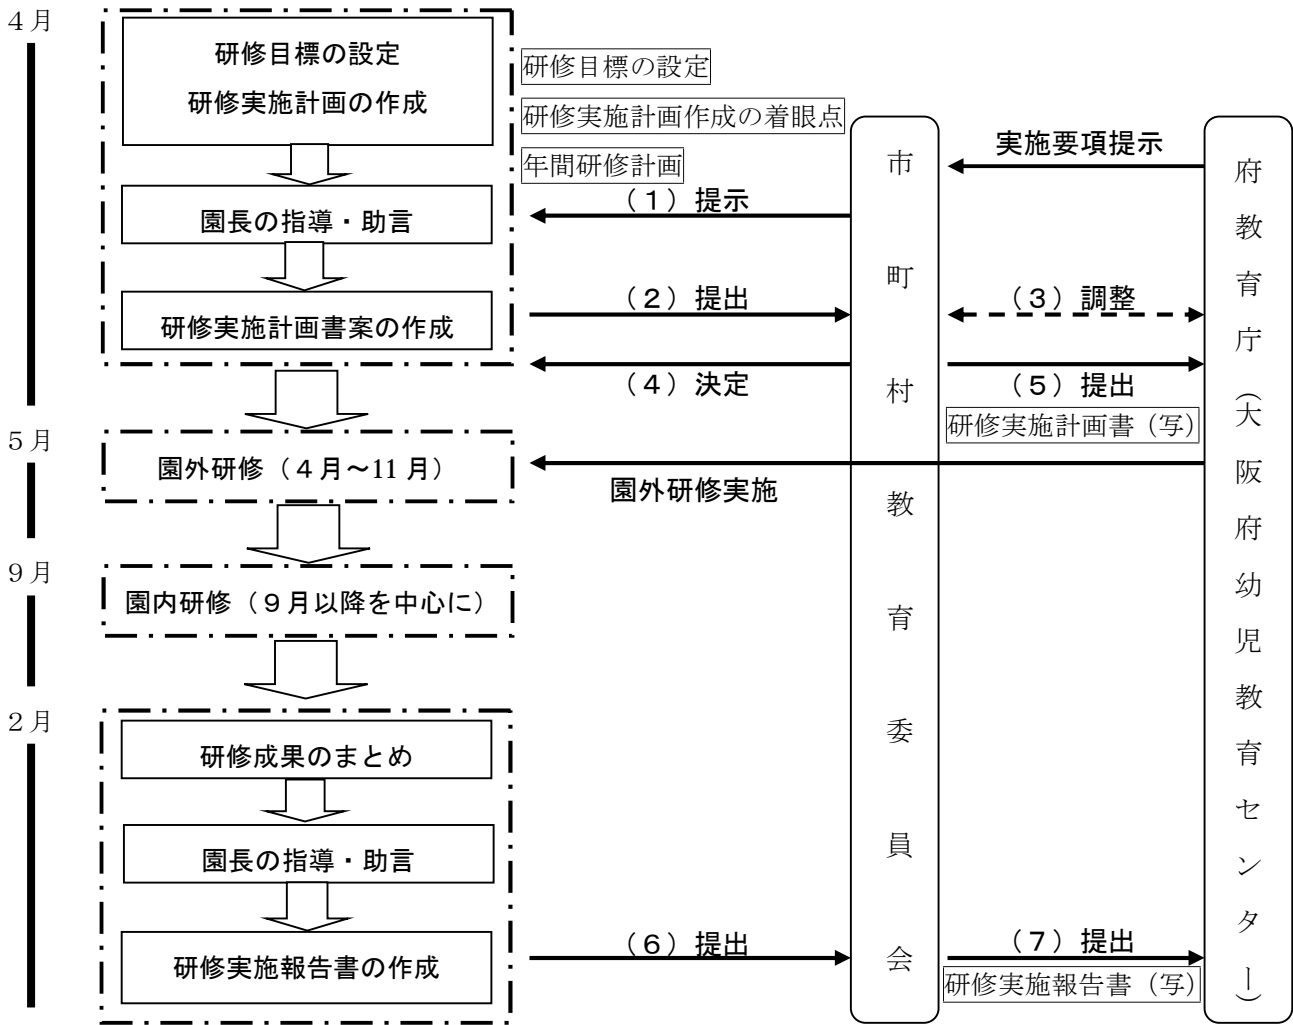 ４月
研修目標の設定
研修実施計画の作成
研修目標の設定
研修実施計画作成の着眼点
年間研修計画
実施要項提示
園長の指導・助言
（１）提示
研修実施計画書案の作成
（２）提出
（３）調整
（４）決定
（５）提出
研修実施計画書（写）
５月
園外研修（４月～11 月）
園外研修実施
９月
園内研修（９月以降を中心に）
２月
研修成果のまとめ
園長の指導・助言
研修実施報告書の作成
（６）提出
（７）提出
研修実施報告書（写）
市町村教育委員会
府教育庁（大阪府幼児教育センター）